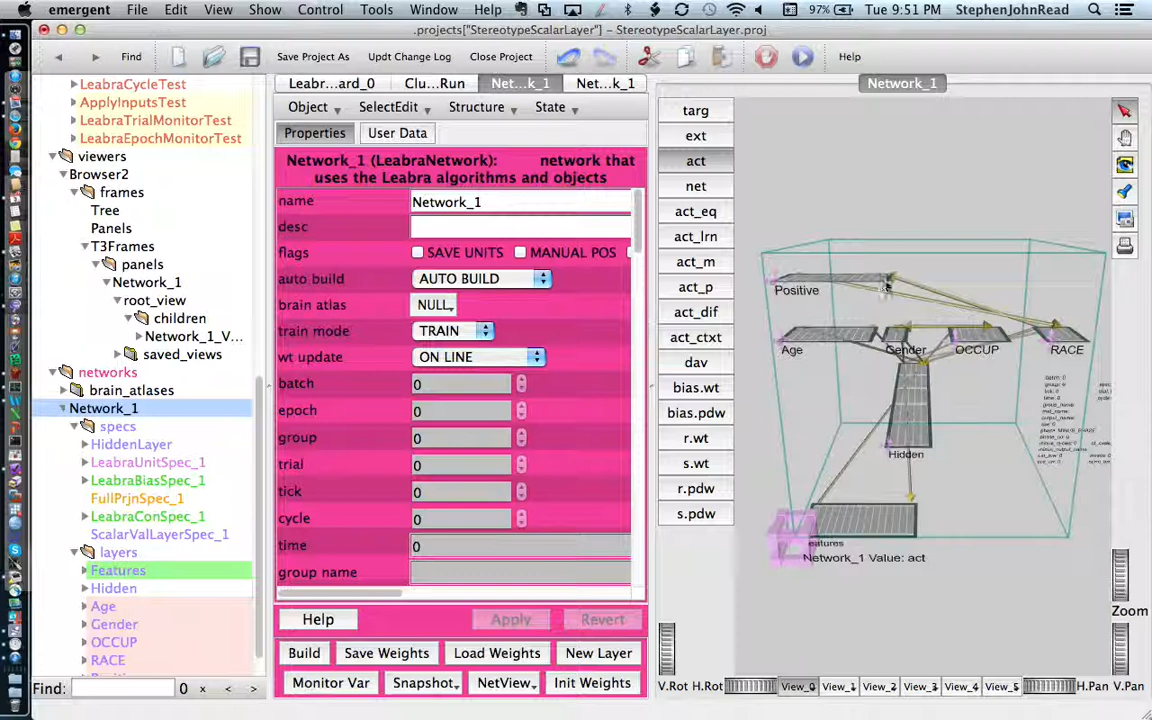 emergent File Edit View Show Control Tools Window Help 97% Tue 9:51 PM StephenJohnRead
.projects["StereotypeScalarLayer"] – StereotypeScalarLayer.proj
Find Save Project As Updt Change Log Close Project Help
LeabraCycleTest
ApplyInputsTest
LeabraTrialMonitorTest
LeabraEpochMonitorTest
viewers
Browser2
frames
Tree
Panels
T3Frames
panels
Network_1
root_view
children
Network_1_V...
saved_views
networks
brain_atlases
Network_1
specs
HiddenLayer
LeabraUnitSpec_1
LeabraBiasSpec_1
FullPrjnSpec_1
LeabraConSpec_1
ScalarValLayerSpec_1
layers
Features
Hidden
Age
Gender
OCCUP
RACE
Find: 0 x < >
Leabr...ard_0 Clu...Run Net...k_1 Net...k_1
Object SelectEdit Structure State
Properties User Data
Network_1 (LeabraNetwork): network that
uses the Leabra algorithms and objects
name Network_1
desc
flags SAVE UNITS MANUAL POS
auto build AUTO BUILD
brain atlas NULL
train mode TRAIN
wt update ON LINE
batch 0
epoch 0
group 0
trial 0
tick 0
cycle 0
time 0
group name
Help Apply Revert
Build Save Weights Load Weights New Layer
Monitor Var Snapshot NetView Init Weights
Network_1
targ
ext
act
net
act_eq
act_lrn
act_m
act_p
act_dif
act_ctxt
dav
bias.wt
bias.pdw
r.wt
s.wt
r.pdw
s.pdw
Positive
Age Gender OCCUP RACE
Hidden
Features
Network_1 Value: act
Zoom
V.Rot H.Rot View_0 View_1 View_2 View_3 View_4 View_5 H.Pan V.Pan